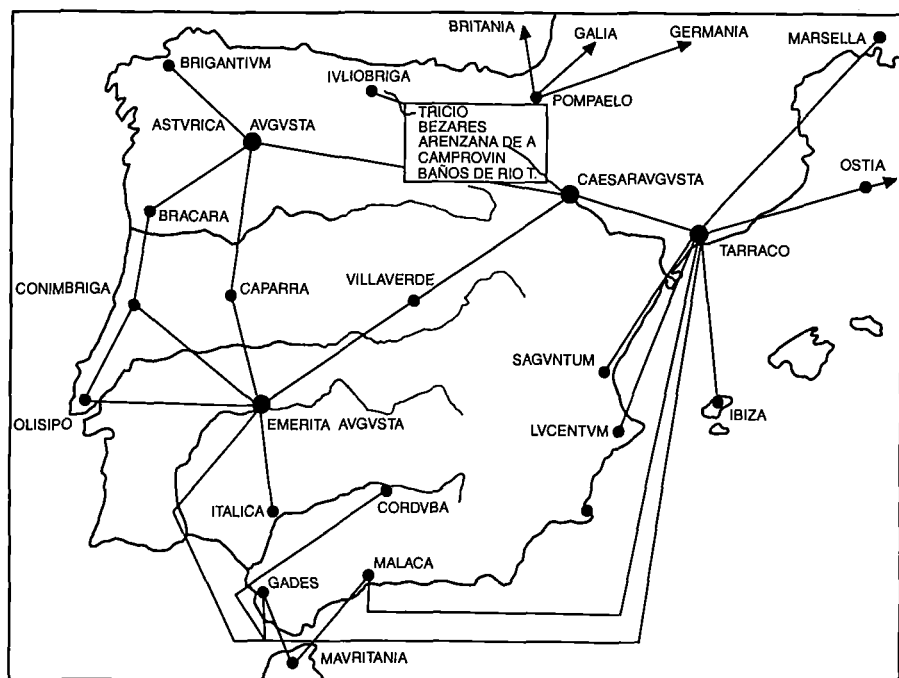 BRITANIA
GALIA
GERMANIA
MARSELLA
BRIGANTIVM
IVLIOBRIGA
POMPAELO
TRICIO
BEZARES
ARENZANA DE A
CAMPROVIN
BAÑOS DE RIO T.
ASTVRICA AVGVSTA
OSTIA
CAESARAVGVSTA
BRACARA
TARRACO
CONIMBRIGA
CAPARRA
VILLAVERDE
SAGVNTUM
OLISIPO
EMERITA AVGVSTA
LVCENTVM
IBIZA
ITALICA
CORDVBA
MALACA
GADES
MAVRITANIA